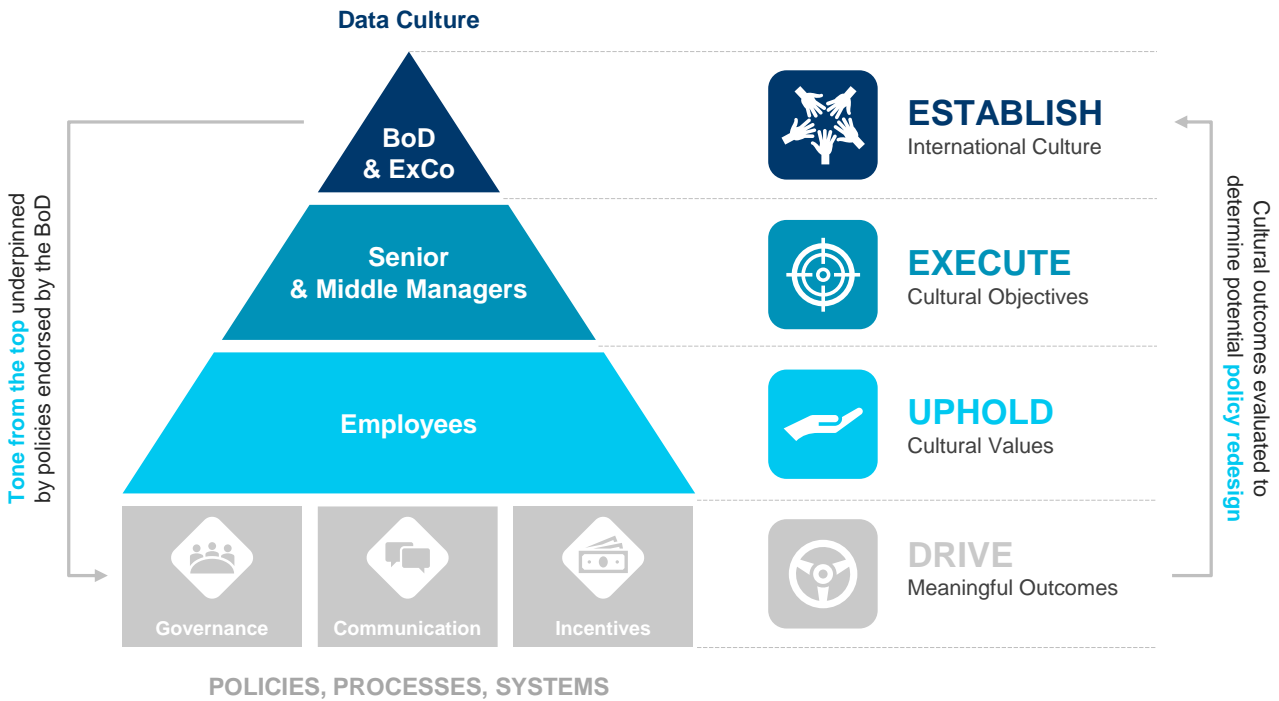 Data Culture
BoD
& ExCo
ESTABLISH
International Culture
Senior
& Middle Managers
EXECUTE
Cultural Objectives
Employees
UPHOLD
Cultural Values
Governance
Communication
Incentives
DRIVE
Meaningful Outcomes
POLICIES, PROCESSES, SYSTEMS
Tone from the top underpinned
by policies endorsed by the BoD
Cultural outcomes evaluated to
determine potential policy redesign